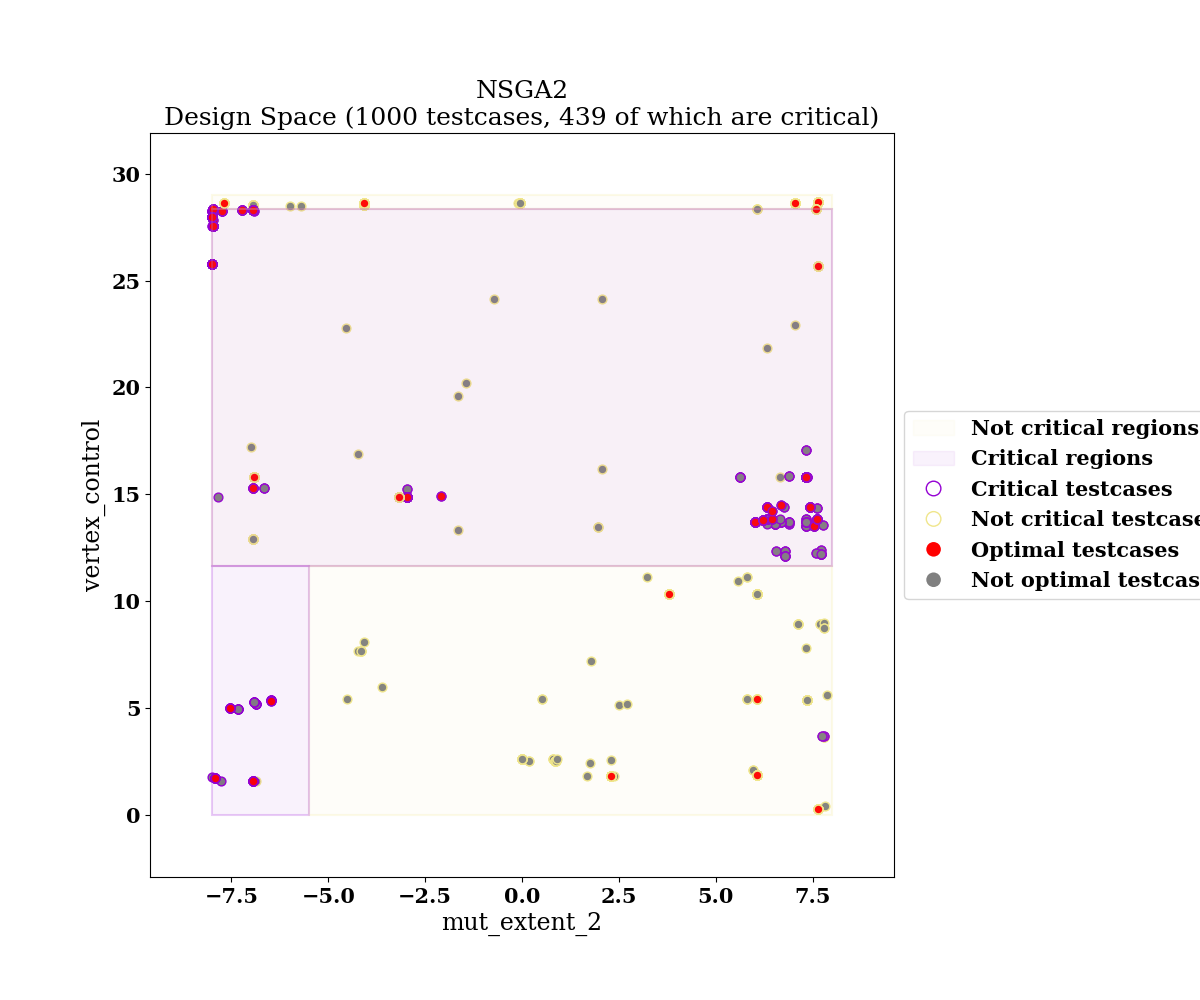 NSGA2
Design Space (1000 testcases, 439 of which are critical)
30
25
20
15
10
5
0
vertex_control
−7.5
−5.0
−2.5
0.0
2.5
5.0
7.5
mut_extent_2
Not critical regions
Critical regions
Critical testcases
Not critical testcase
Optimal testcases
Not optimal testcas